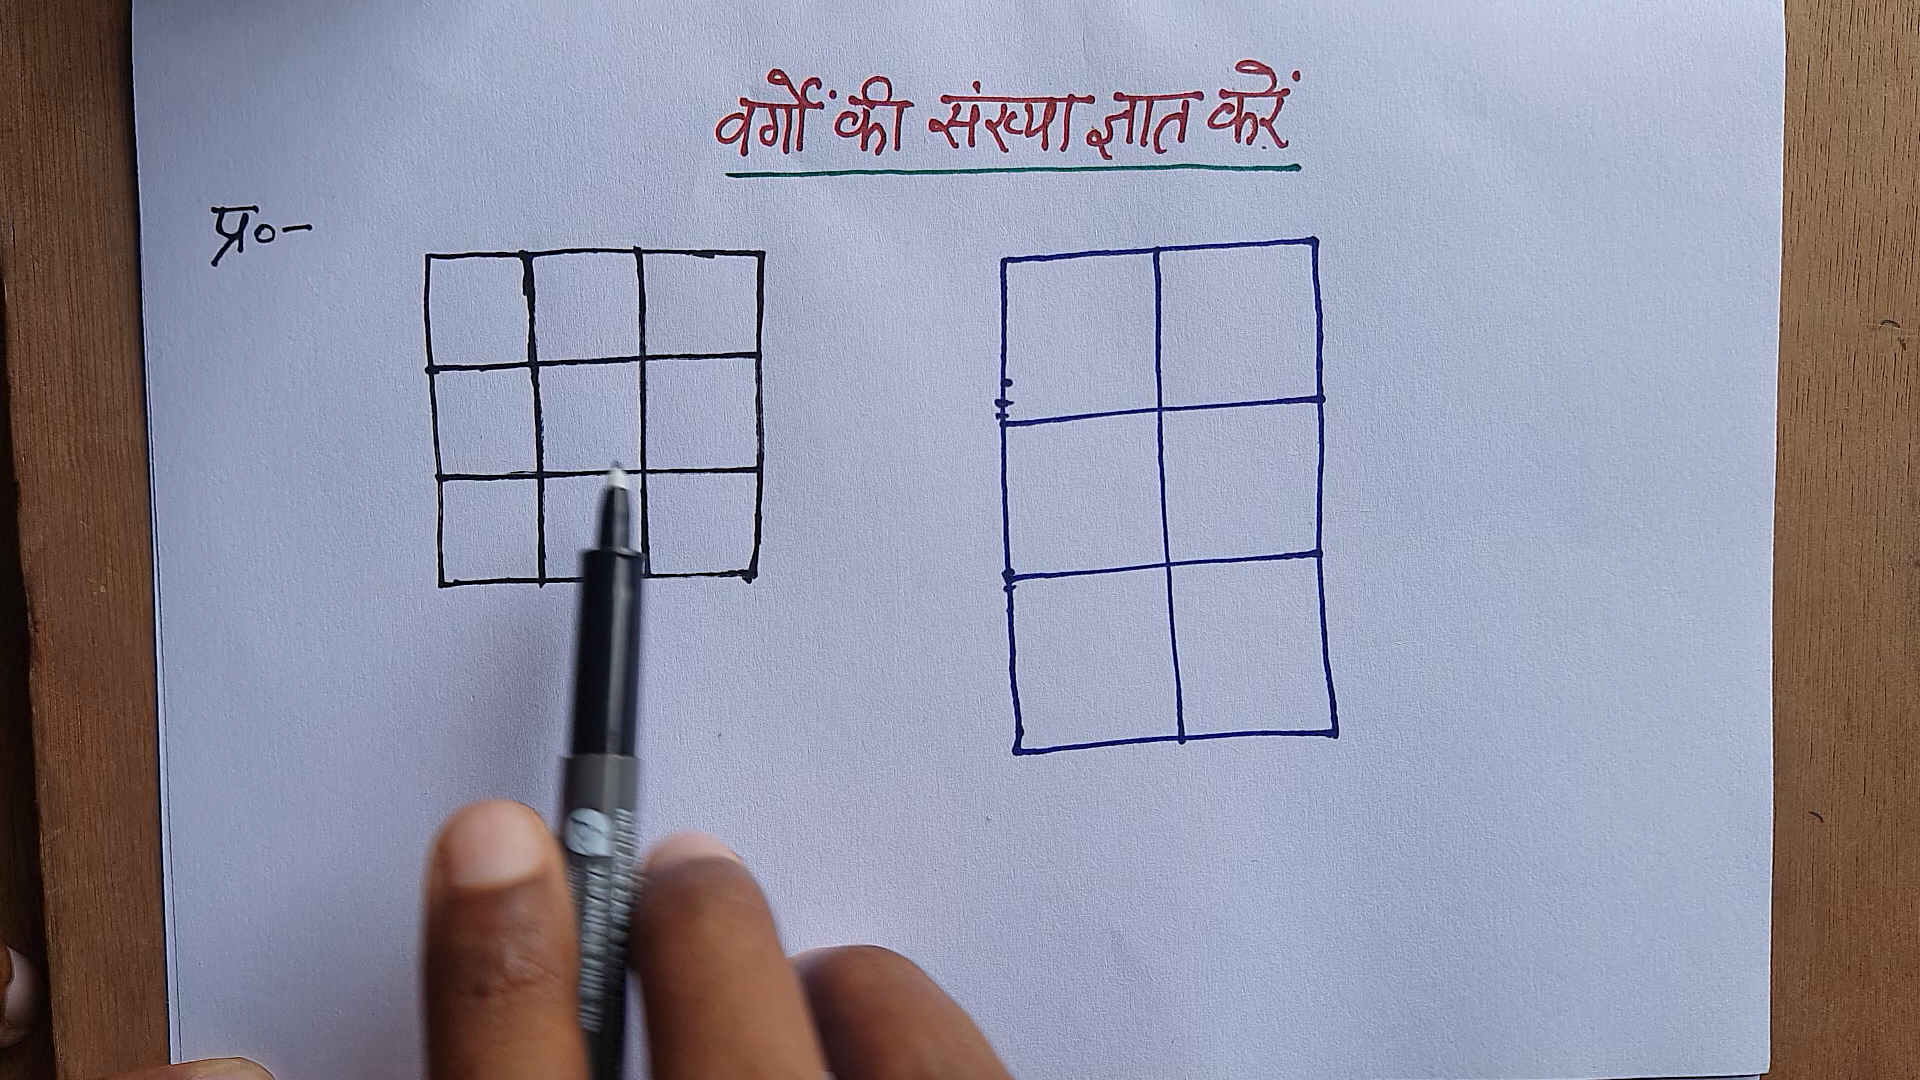 वर्गों की संख्या ज्ञात करें
प्र०-